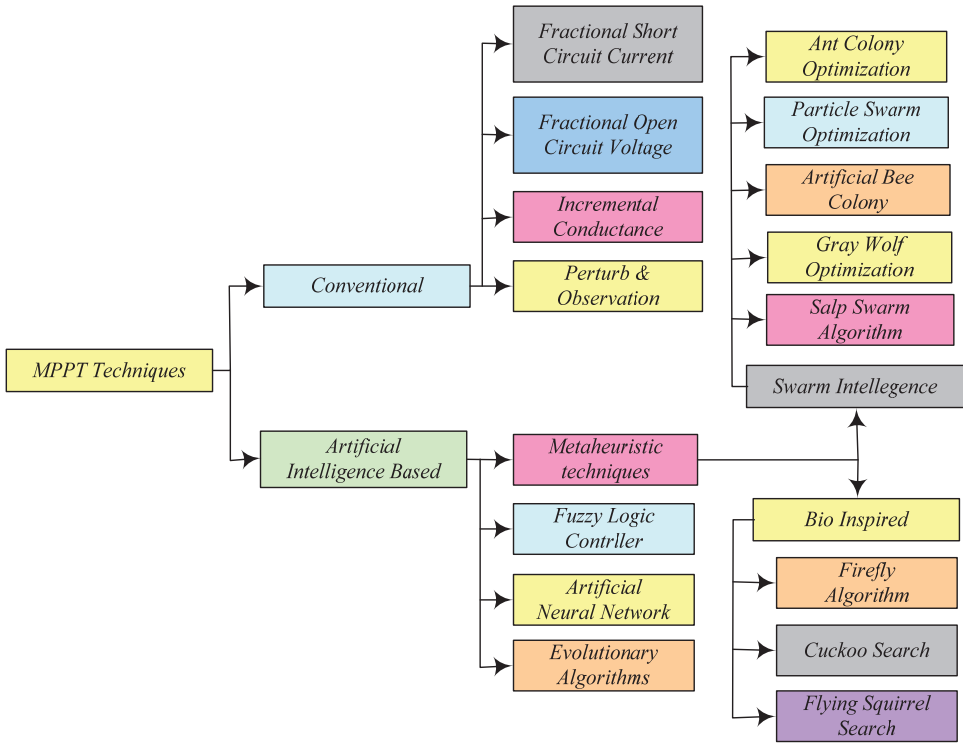 MPPT Techniques
Conventional
Fractional Short
Circuit Current
Fractional Open
Circuit Voltage
Incremental
Conductance
Perturb &
Observation
Artificial
Intelligence Based
Metaheuristic
techniques
Fuzzy Logic
Contrller
Artificial
Neural Network
Evolutionary
Algorithms
Ant Colony
Optimization
Particle Swarm
Optimization
Artificial Bee
Colony
Gray Wolf
Optimization
Salp Swarm
Algorithm
Swarm Intellegence
Bio Inspired
Firefly
Algorithm
Cuckoo Search
Flying Squirrel
Search